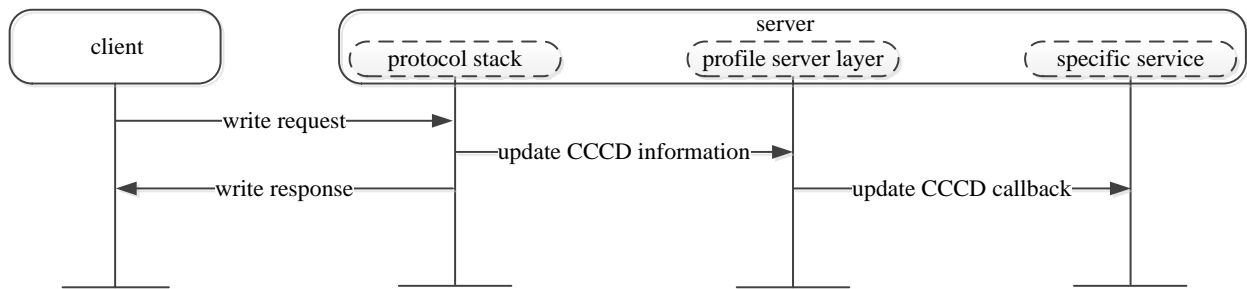 client
server
protocol stack
profile server layer
specific service
write request
update CCCD information
write response
update CCCD callback